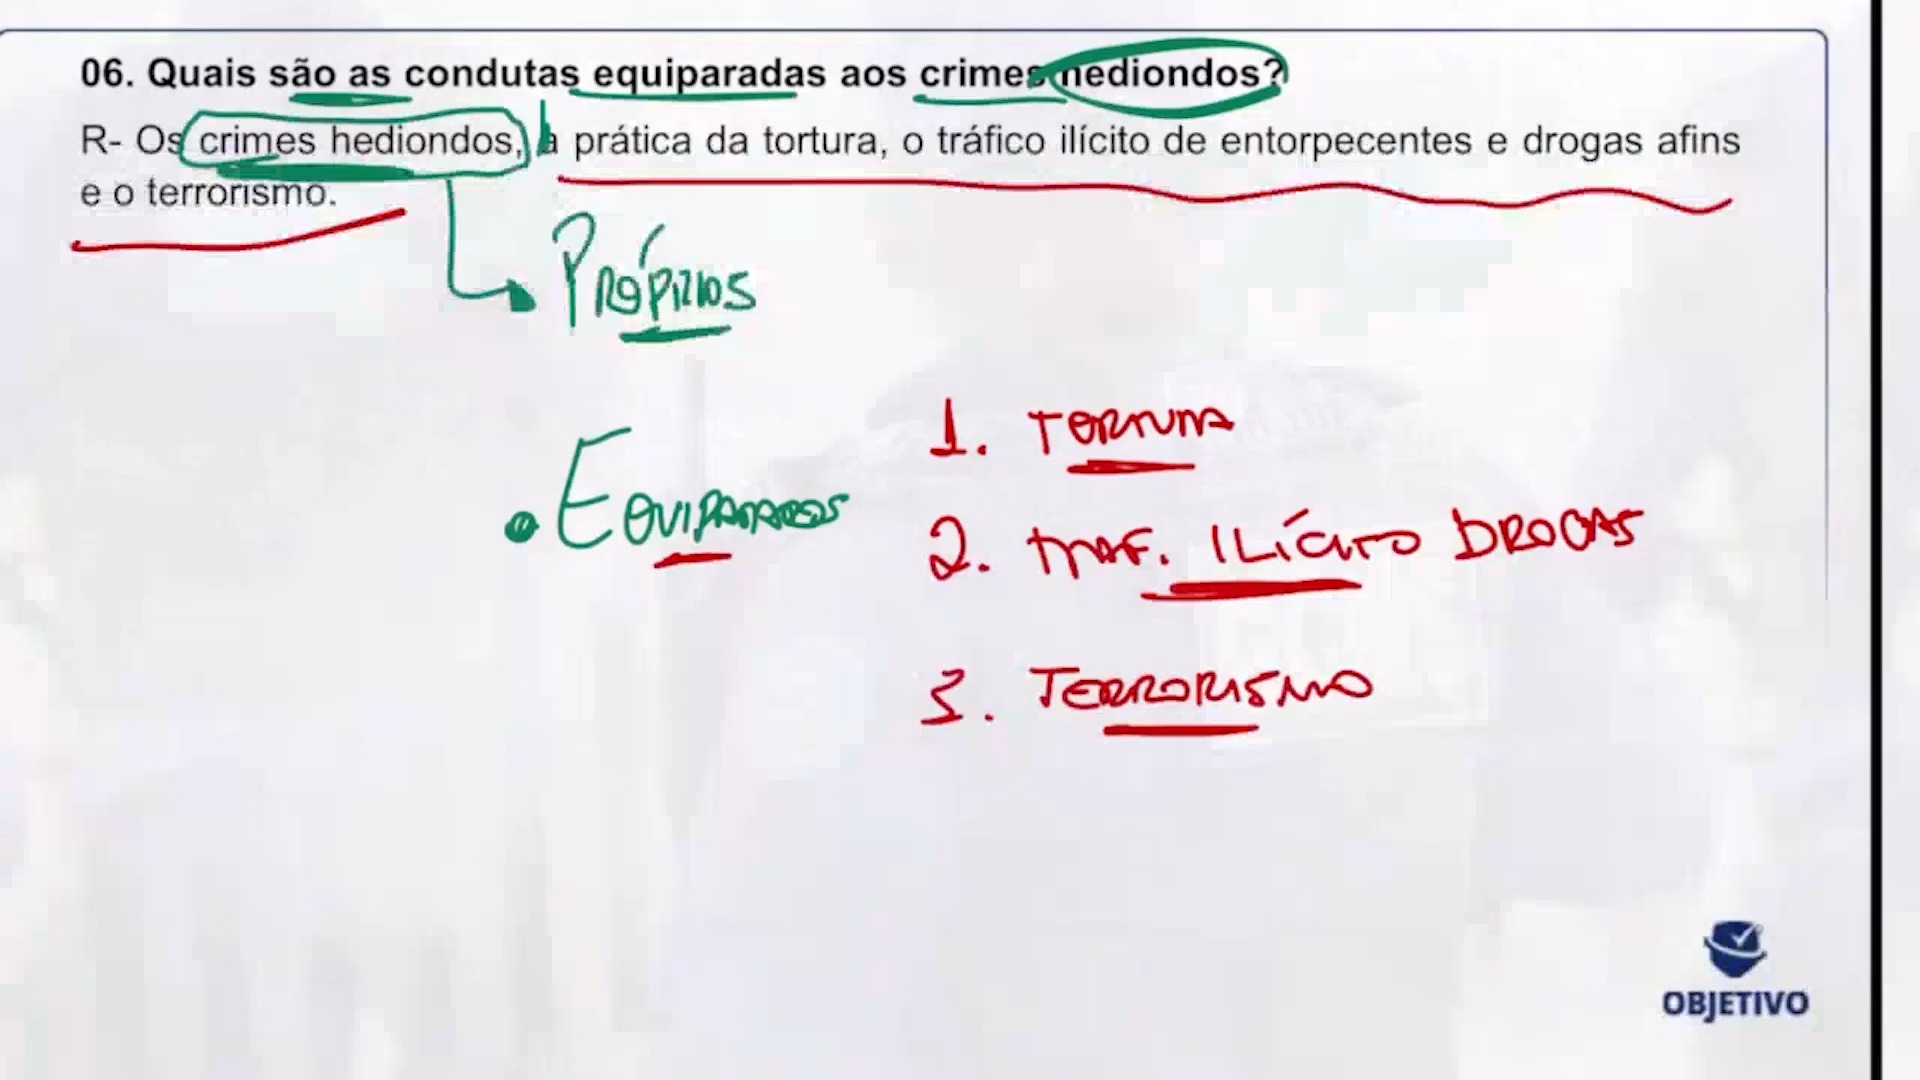 06. Quais são as condutas equiparadas aos crimes hediondos?
R- Os crimes hediondos, a prática da tortura, o tráfico ilícito de entorpecentes e drogas afins
e o terrorismo.
PRÓPRIOS
1. TORTURA
• EQUIPARADOS
2. TRAF. ILÍCITO DROGAS
3. TERRORISMO
OBJETIVO